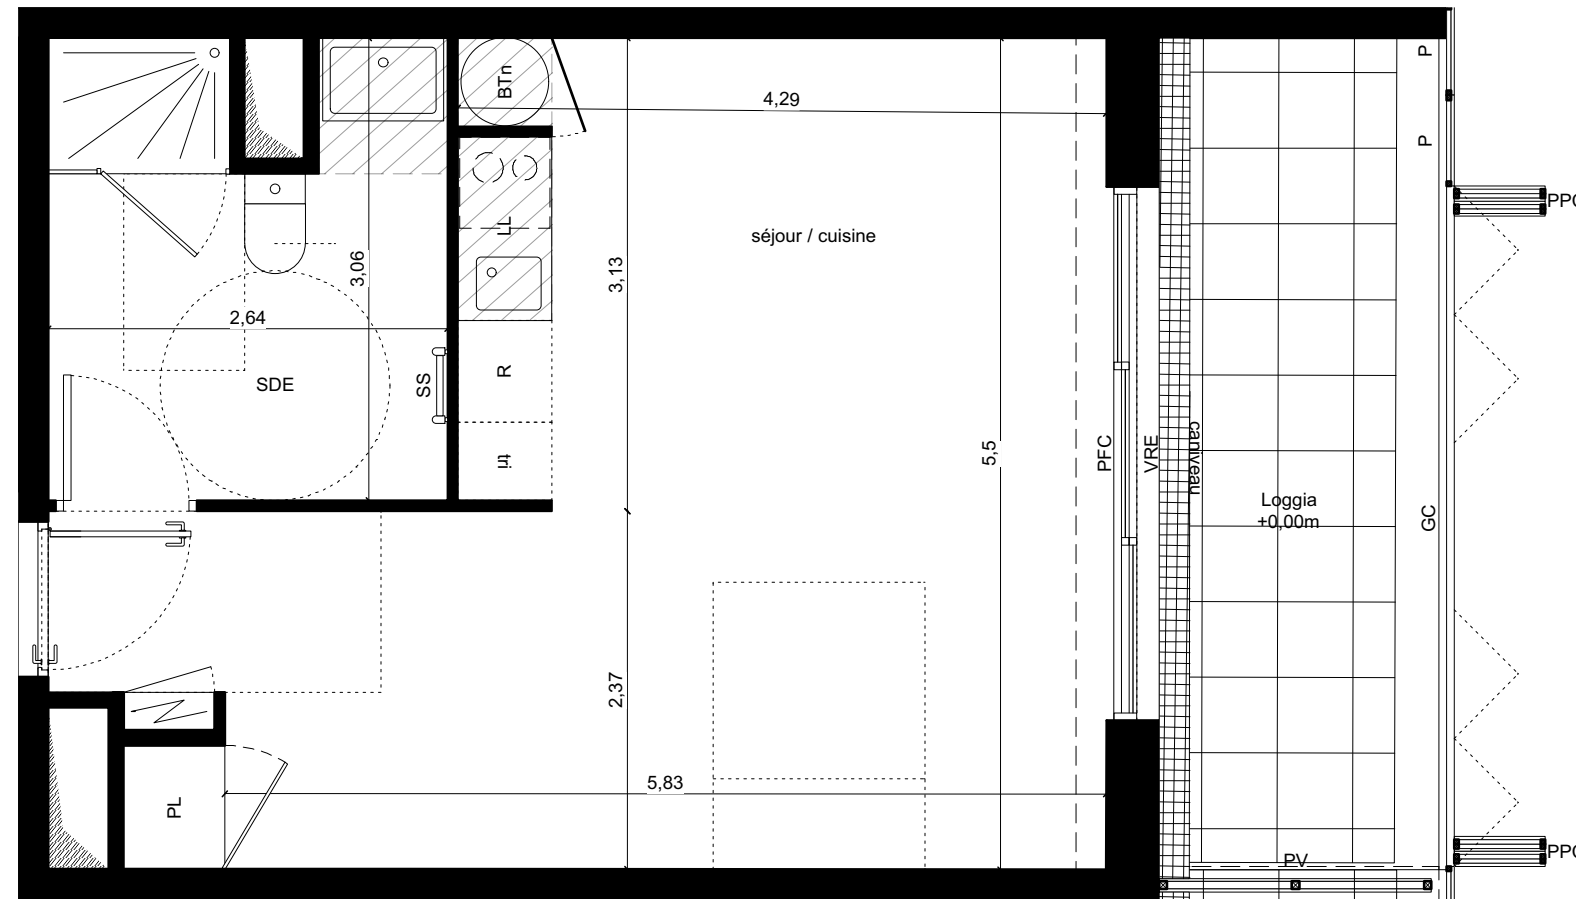 P
BTn
4,29
P
PPC
LL
séjour / cuisine
3,06
3,13
2,64
R
SDE
SS
5,5
PFC
VRE
caniveau
tri
Loggia
+0,00m
GC
2,37
5,83
PL
PV
PPC